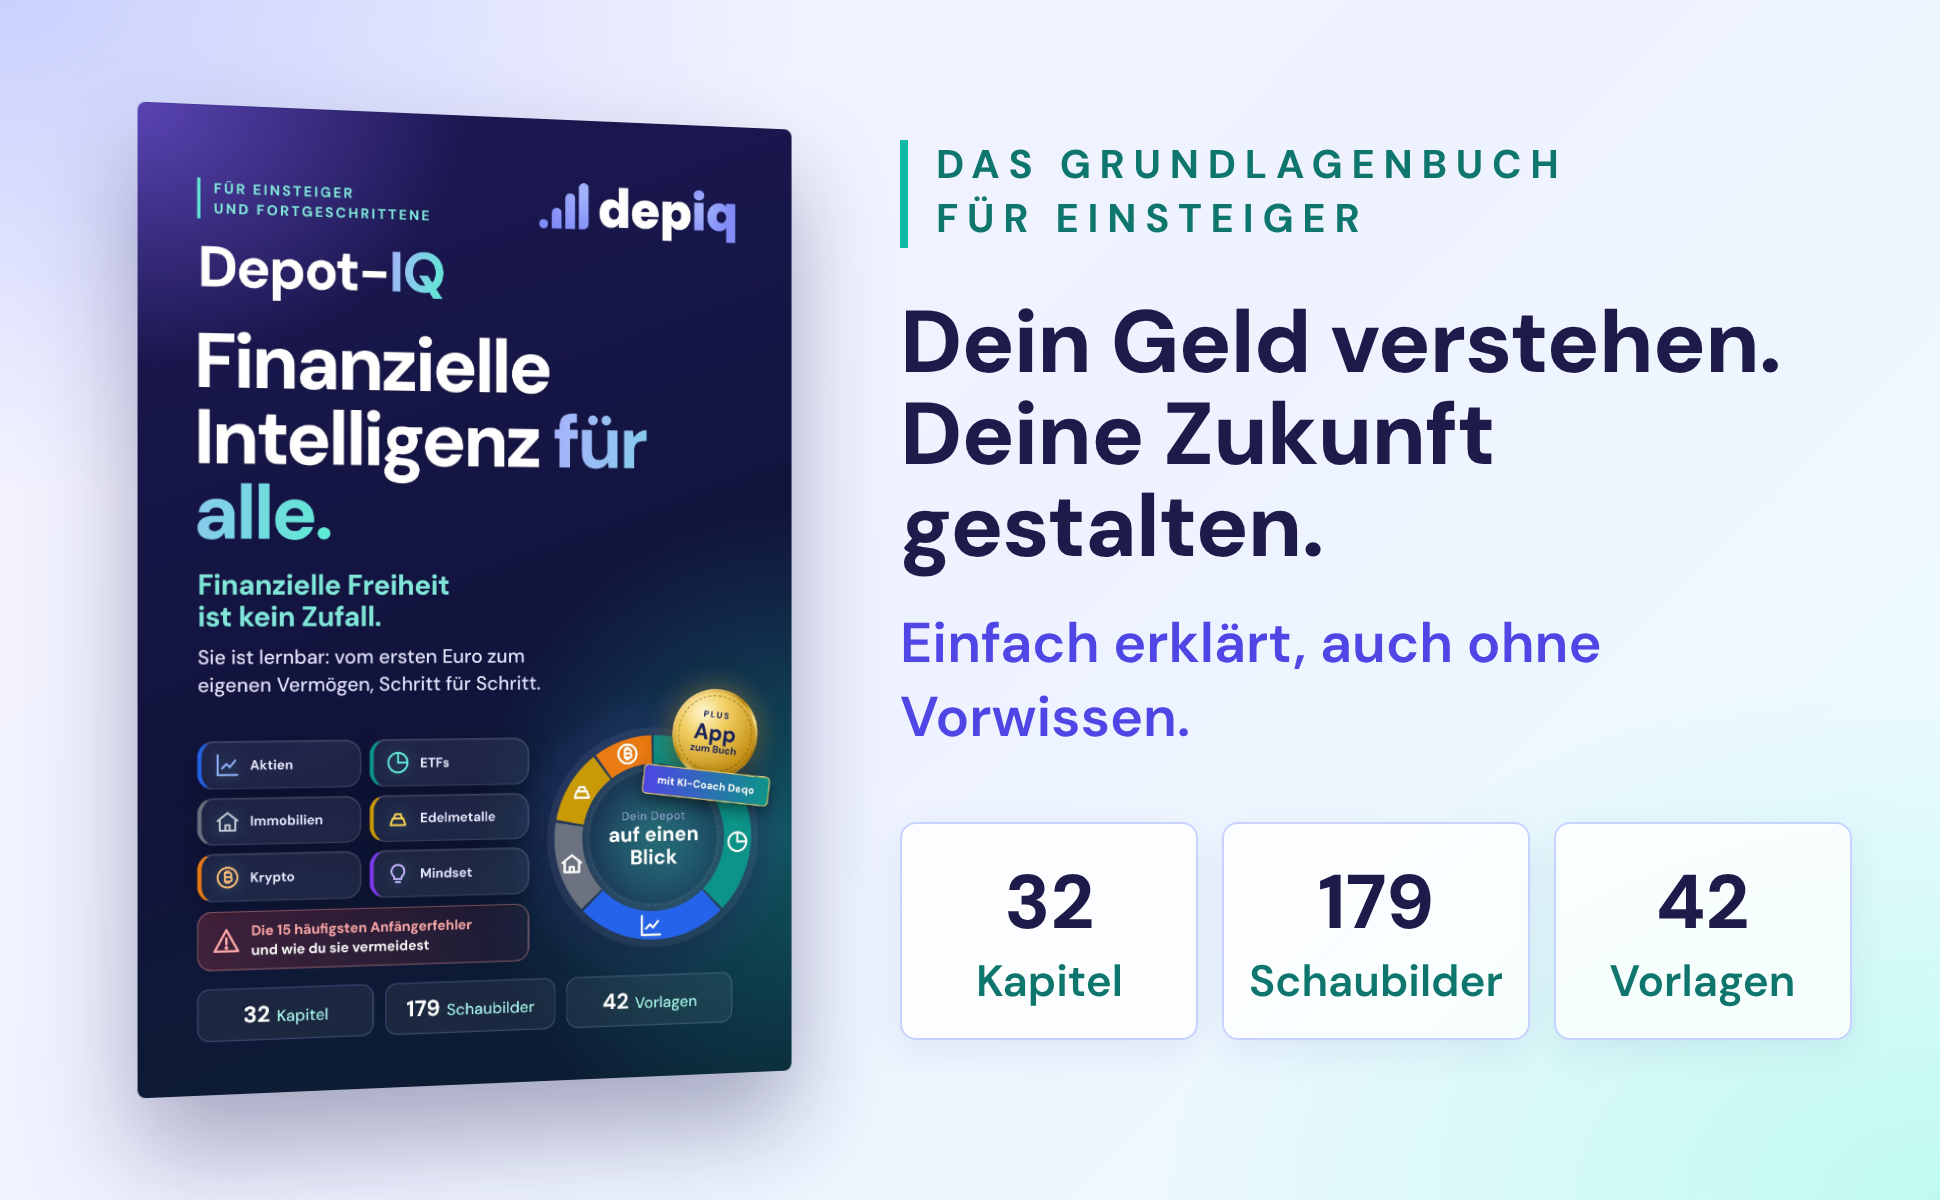 FÜR EINSTEIGER
UND FORTGESCHRITTENE
depiq
Depot-IQ
Finanzielle
Intelligenz für
alle.
Finanzielle Freiheit
ist kein Zufall.
Sie ist lernbar: vom ersten Euro zum
eigenen Vermögen, Schritt für Schritt.
Aktien
ETFs
Immobilien
Edelmetalle
Krypto
Mindset
Die 15 häufigsten Anfängerfehler
und wie du sie vermeidest
PLUS
App
zum Buch
mit KI-Coach Deqo
Dein Depot
auf einen
Blick
32 Kapitel
179 Schaubilder
42 Vorlagen
DAS GRUNDLAGENBUCH
FÜR EINSTEIGER
Dein Geld verstehen.
Deine Zukunft
gestalten.
Einfach erklärt, auch ohne
Vorwissen.
32
Kapitel
179
Schaubilder
42
Vorlagen